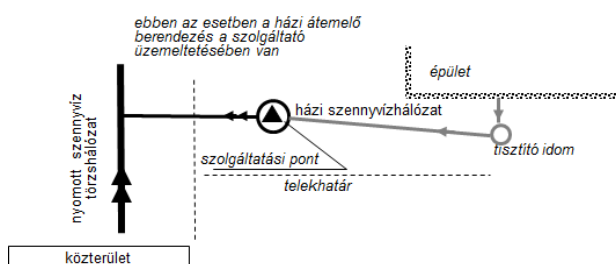 ebben az esetben a házi átemelő
berendezés a szolgáltató
üzemeltetésében van
épület
házi szennyvízhálózat
tisztító idom
szolgáltatási pont
telekhatár
nyomott szennyvíz
törzshálózat
közterület